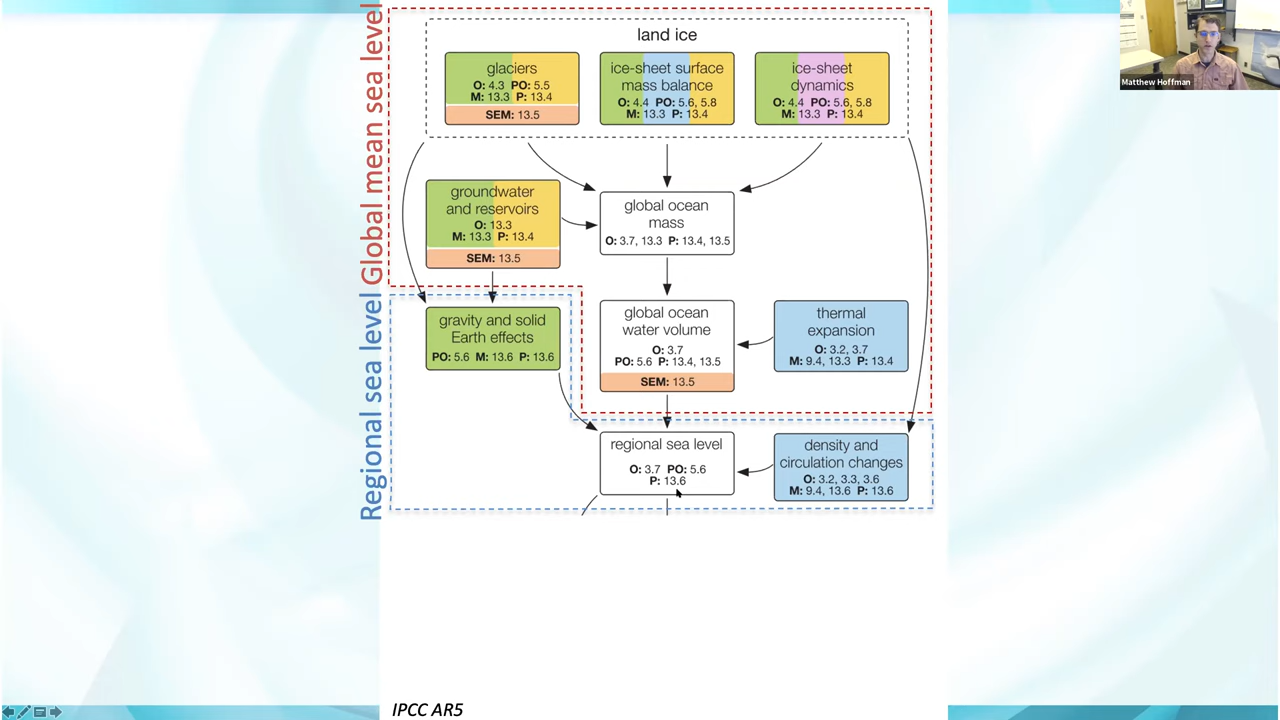 Global mean sea level
Regional sea level
land ice
glaciers
O: 4.3 PO: 5.5
M: 13.3 P: 13.4
SEM: 13.5
ice-sheet surface
mass balance
O: 4.4 PO: 5.6, 5.8
M: 13.3 P: 13.4
ice-sheet
dynamics
O: 4.4 PO: 5.6, 5.8
M: 13.3 P: 13.4
groundwater
and reservoirs
O: 13.3
M: 13.3 P: 13.4
SEM: 13.5
global ocean
mass
O: 3.7, 13.3 P: 13.4, 13.5
gravity and solid
Earth effects
PO: 5.6 M: 13.6 P: 13.6
global ocean
water volume
O: 3.7
PO: 5.6 P: 13.4, 13.5
SEM: 13.5
thermal
expansion
O: 3.2, 3.7
M: 9.4, 13.3 P: 13.4
regional sea level
O: 3.7 PO: 5.6
P: 13.6
density and
circulation changes
O: 3.2, 3.3, 3.6
M: 9.4, 13.6 P: 13.6
IPCC AR5
Matthew Hoffman